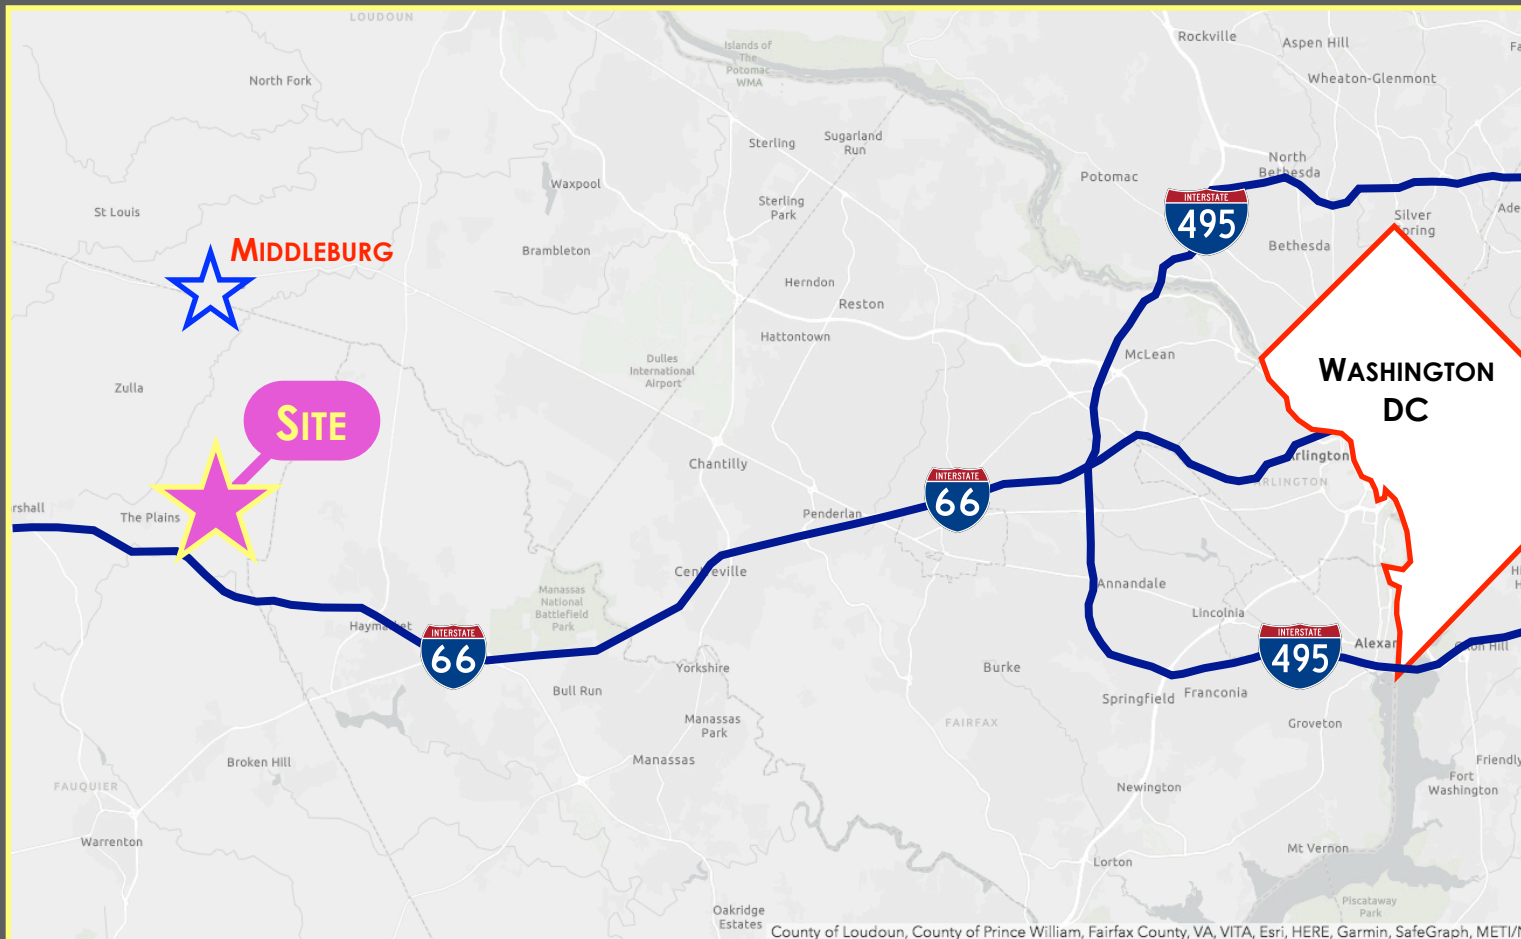 LOUDOUN
Rockville
Aspen Hill
Islands of
The
Potomac
WMA
North Fork
Wheaton-Glenmont
Sterling
Sugarland
Run
North
Bethesda
Potomac
Waxpool
INTERSTATE
495
Sterling
Park
St Louis
Silver
Spring
MIDDLEBURG
Brambleton
Bethesda
Herndon
Reston
Hattontown
McLean
Dulles
International
Airport
WASHINGTON
DC
Zulla
SITE
Arlington
Chantilly
ARLINGTON
INTERSTATE
66
The Plains
Penderlan
Centreville
Annandale
Manassas
National
Battlefield
Park
Lincolnia
Haymarket
INTERSTATE
66
INTERSTATE
495
Alexan
Yorkshire
Burke
Bull Run
Springfield
Franconia
Manassas
Park
FAIRFAX
Groveton
Broken Hill
Manassas
Friendly
Fort
Washington
FAUQUIER
Newington
Warrenton
Mt Vernon
Lorton
Piscataway
Park
Oakridge
Estates
County of Loudoun, County of Prince William, Fairfax County, VA, VITA, Esri, HERE, Garmin, SafeGraph, METI/